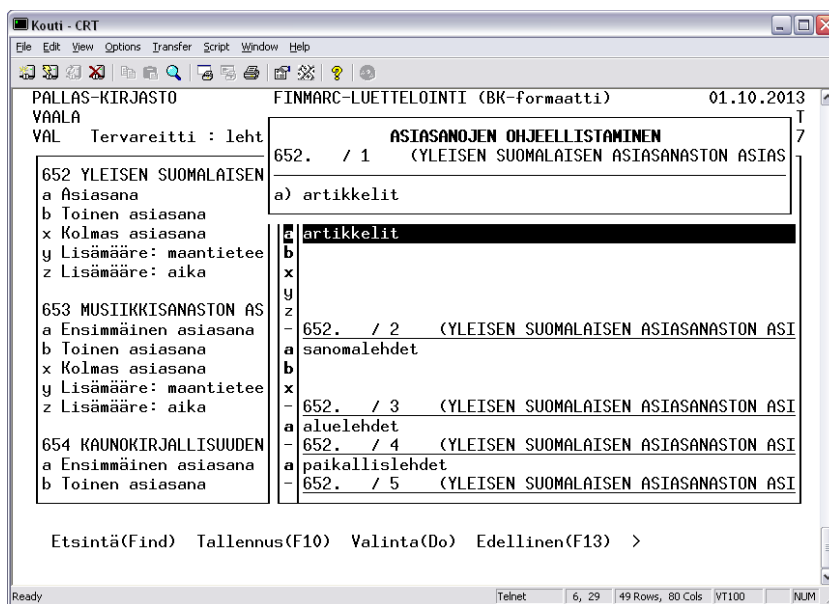 Kouti - CRT
File Edit View Options Transfer Script Window Help
PALLAS-KIRJASTO FINMARC-LUETTELOINTI (BK-formaatti) 01.10.2013
VAALA T
VAL Tervareitti : leht ASIASANOJEN OHJEELLISTAMINEN 7
652. / 1 (YLEISEN SUOMALAISEN ASIASANASTON ASIAS
652 YLEISEN SUOMALAISEN
a Asiasana a) artikkelit
b Toinen asiasana
x Kolmas asiasana a artikkelit
y Lisämääre: maantietee b
z Lisämääre: aika x
y
653 MUSIIKKISANASTON AS z
a Ensimmäinen asiasana - 652. / 2 (YLEISEN SUOMALAISEN ASIASANASTON ASI
b Toinen asiasana a sanomalehdet
x Kolmas asiasana b
y Lisämääre: maantietee x
z Lisämääre: aika - 652. / 3 (YLEISEN SUOMALAISEN ASIASANASTON ASI
a aluelehdet
654 KAUNOKIRJALLISUUDEN - 652. / 4 (YLEISEN SUOMALAISEN ASIASANASTON ASI
a Ensimmäinen asiasana a paikallislehdet
b Toinen asiasana - 652. / 5 (YLEISEN SUOMALAISEN ASIASANASTON ASI
Etsintä(Find) Tallennus(F10) Valinta(Do) Edellinen(F13) >
Ready Telnet 6, 29 49 Rows, 80 Cols VT100 NUM